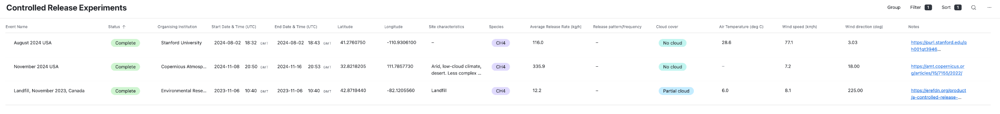 Controlled Release Experiments
Group Filter 1 Sort 1 ...
Event Name Status ↑ Organising Institution Start Date & Time (UTC) End Date & Time (UTC) Latitude Longitude Site characteristics Species Average Release Rate (kg/h) Release pattern/frequency Cloud cover Air Temperature (deg C) Wind speed (km/h) Wind direction (deg) Notes
August 2024 USA Complete Stanford University 2024-08-02 18:32 GMT 2024-08-02 18:43 GMT 41.2760750 -110.9306100 – CH4 116.0 – No cloud 28.6 77.1 3.03 https://purl.stanford.edu/q
h001qt3946...
November 2024 USA Complete Copernicus Atmosp... 2024-11-08 20:50 GMT 2024-11-16 20:53 GMT 32.8218205 111.7857730 Arid, low-cloud climate, CH4 335.9 – No cloud – 7.2 18.00 https://amt.copernicus.or
desert. Less complex ... g/articles/15/7155/2022/
Landfill, November 2023, Canada Complete Environmental Rese... 2023-11-06 10:40 GMT 2023-11-06 10:40 GMT 42.8719440 -82.1205560 Landfill CH4 12.2 – Partial cloud 6.0 8.1 225.00 https://erefdn.org/product
/a-controlled-release-...